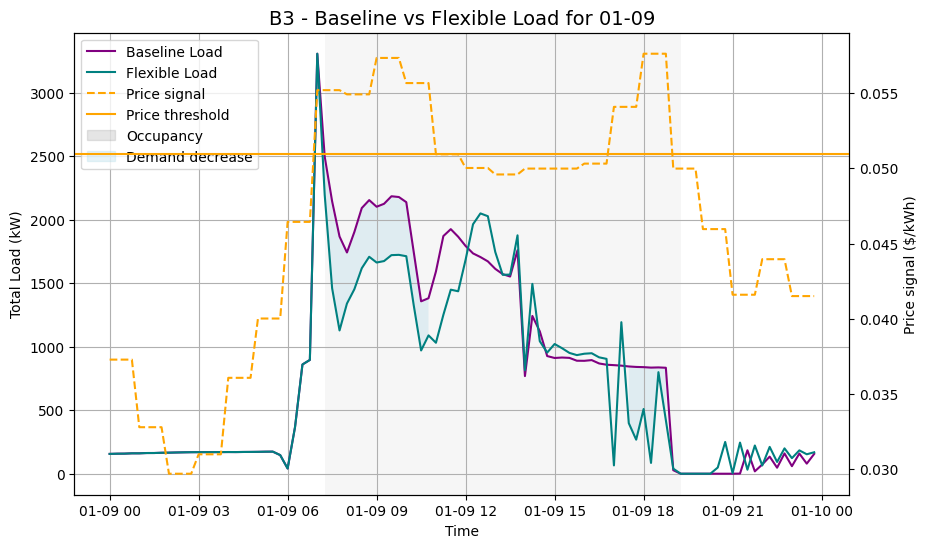 B3 - Baseline vs Flexible Load for 01-09
Baseline Load
Flexible Load
Price signal
Price threshold
Occupancy
Demand decrease
Total Load (kW)
3000
2500
2000
1500
1000
500
0
0.055
0.050
0.045
0.040
0.035
0.030
Price signal ($/kWh)
01-09 00
01-09 03
01-09 06
01-09 09
01-09 12
01-09 15
01-09 18
01-09 21
01-10 00
Time